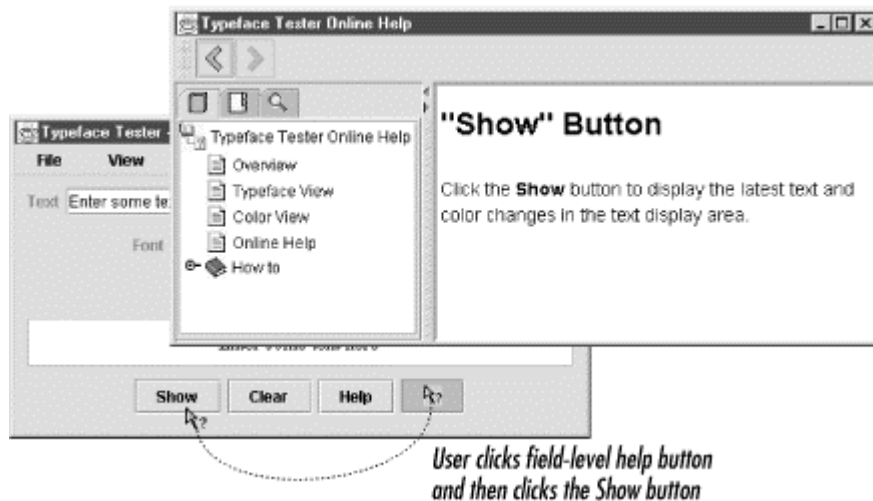 Typeface Tester Online Help
"Show" Button
Click the Show button to display the latest text and
color changes in the text display area.
Typeface Tester Online Help
Overview
Typeface View
Color View
Online Help
How to
Typeface Tester -
File View
Text Enter some te
Font
Show Clear Help ?
?
User clicks field-level help button
and then clicks the Show button